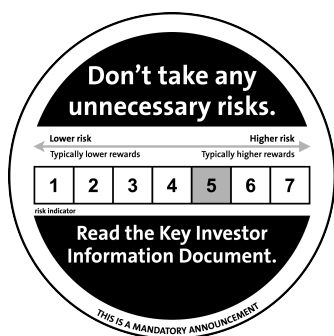 Don’t take any
unnecessary risks.
Lower risk Higher risk
Typically lower rewards Typically higher rewards
1 2 3 4 5 6 7
risk indicator
Read the Key Investor
Information Document.
THIS IS A MANDATORY ANNOUNCEMENT